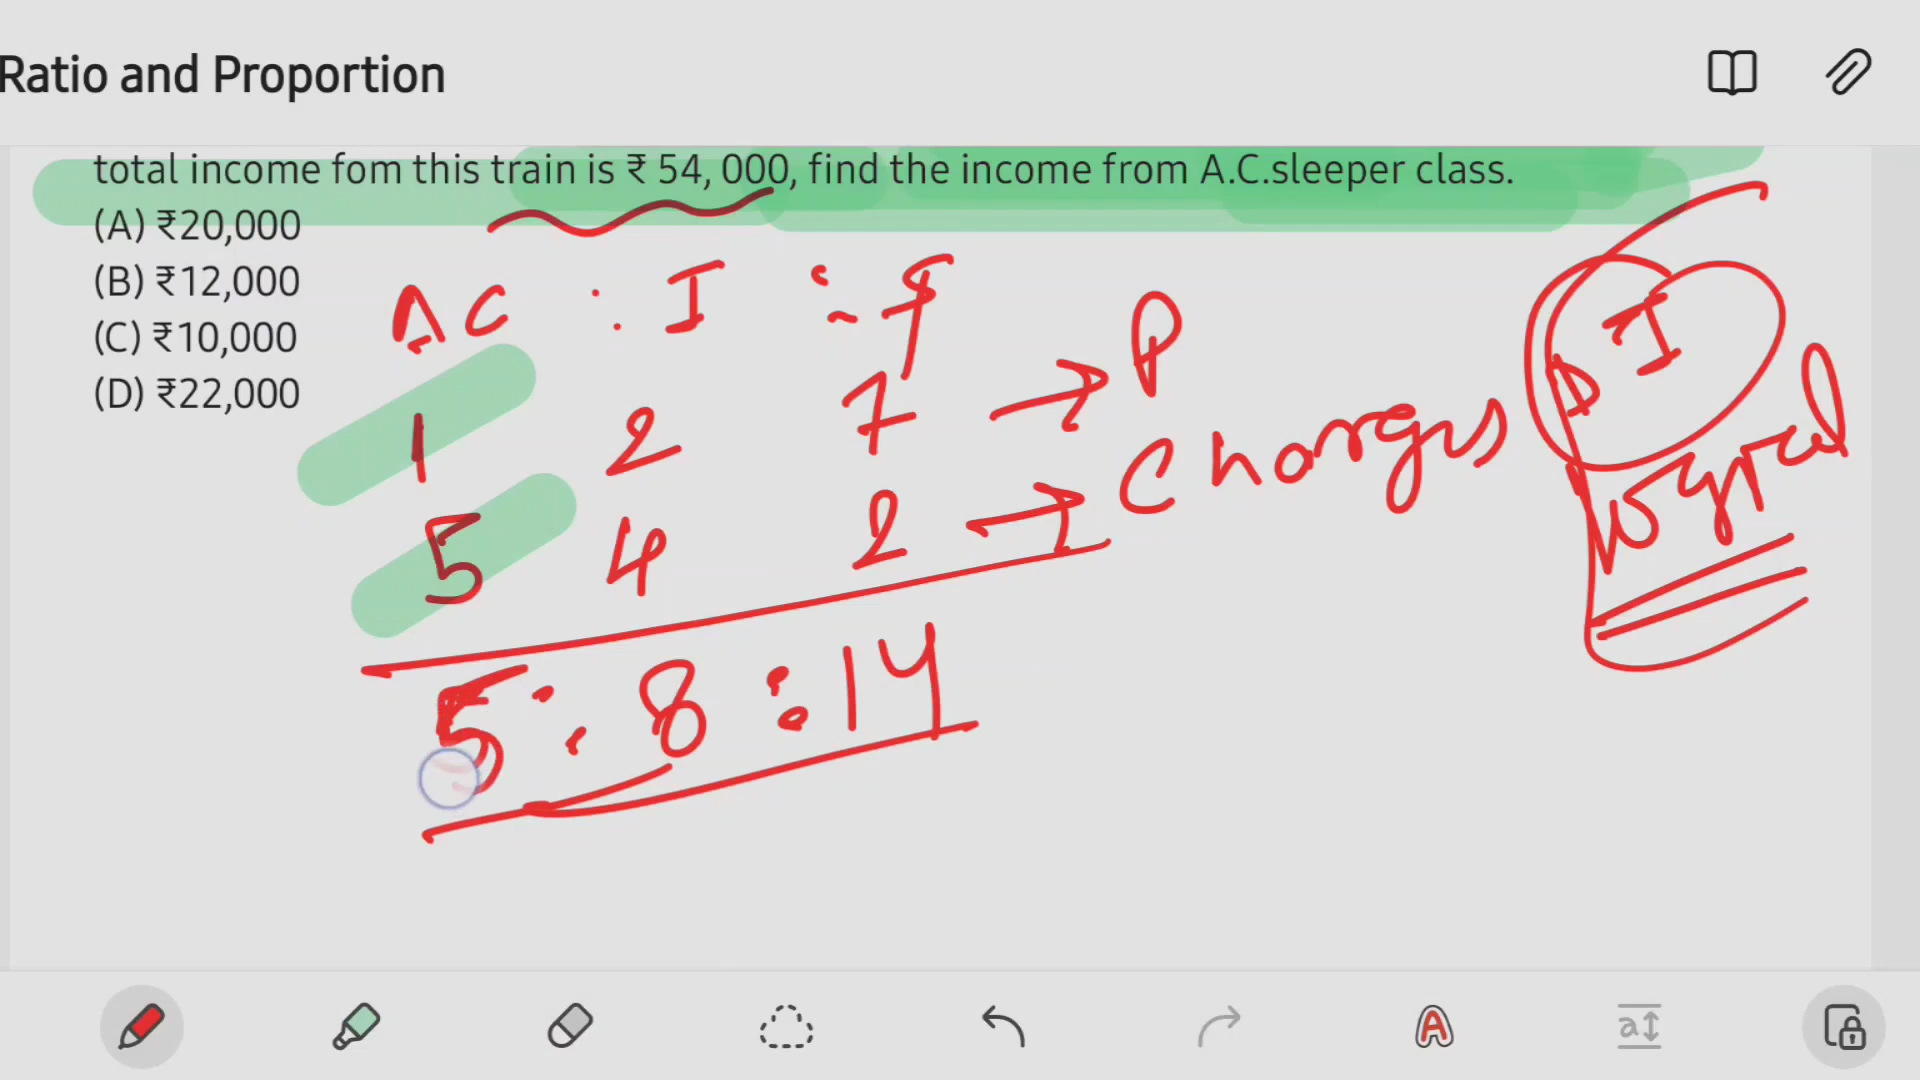 Ratio and Proportion
total income fom this train is ₹ 54, 000, find the income from A.C.sleeper class.
(A) ₹20,000
(B) ₹12,000
(C) ₹10,000
(D) ₹22,000
AC : I :
1 2 7 → P
5 4 2 → Charges
5 : 8 : 14
I
A
a